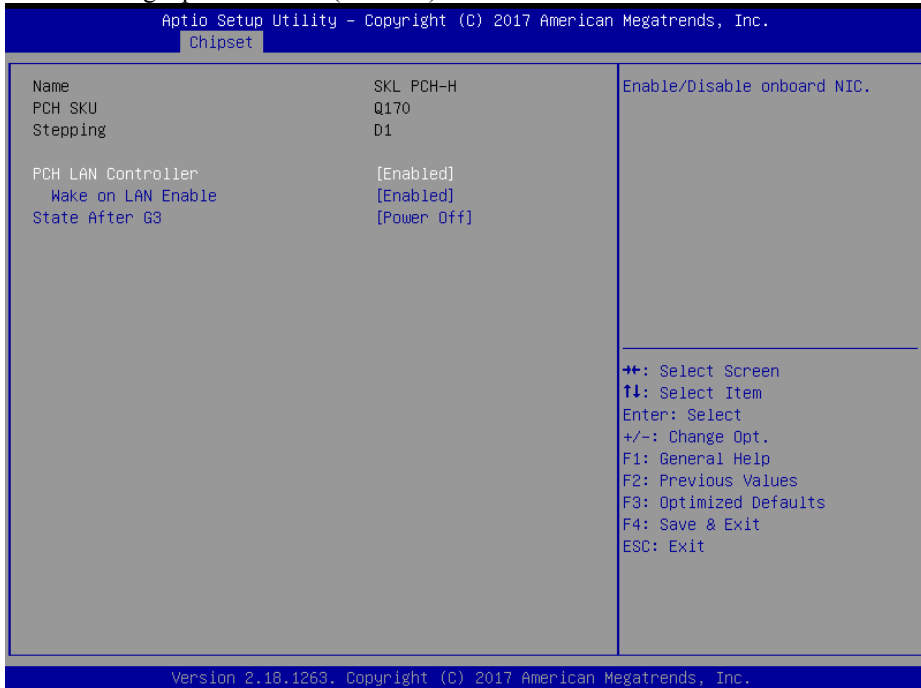 Aptio Setup Utility – Copyright (C) 2017 American Megatrends, Inc.
Chipset
Name SKL PCH-H
PCH SKU Q170
Stepping D1
PCH LAN Controller [Enabled]
Wake on LAN Enable [Enabled]
State After G3 [Power Off]
Enable/Disable onboard NIC.
→←: Select Screen
↑↓: Select Item
Enter: Select
+/-: Change Opt.
F1: General Help
F2: Previous Values
F3: Optimized Defaults
F4: Save & Exit
ESC: Exit
Version 2.18.1263. Copyright (C) 2017 American Megatrends, Inc.